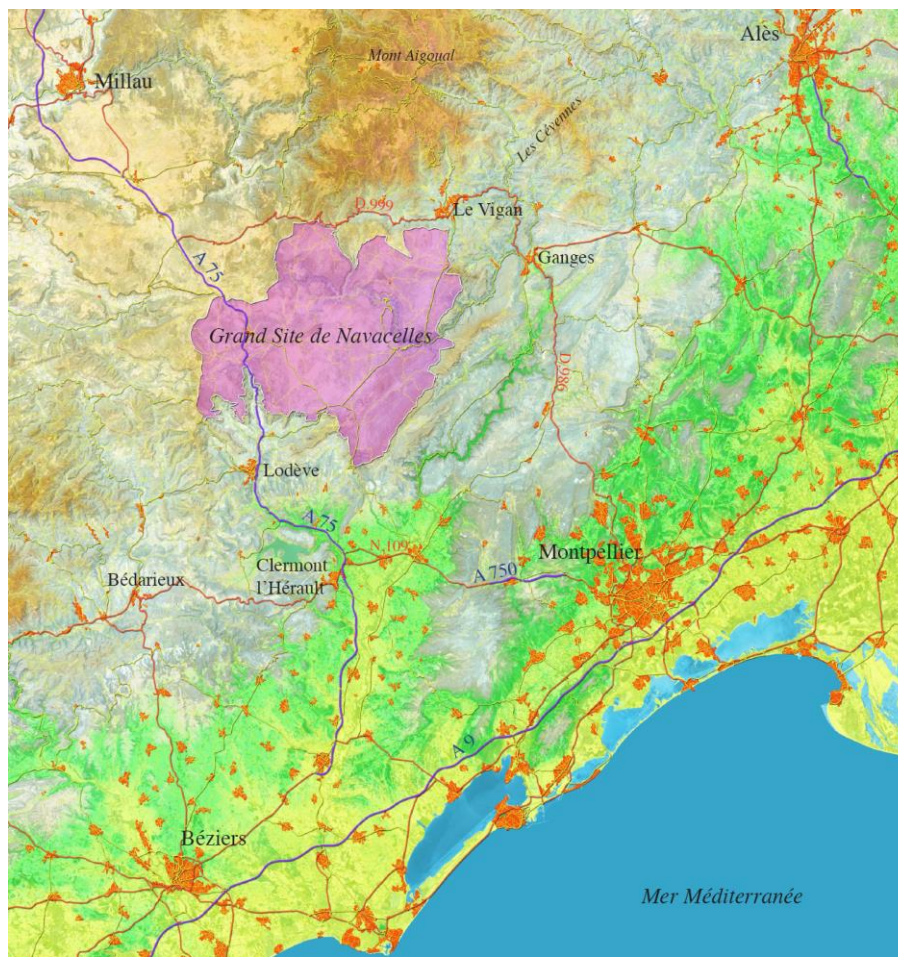 Alès
Mont Aigoual
Millau
Les Cévennes
D 999
Le Vigan
Ganges
A 75
Grand Site de Navacelles
D 986
Lodève
A 75
N 109
Montpellier
Clermont
l'Hérault
A 750
Bédarieux
A 9
Béziers
Mer Méditerranée